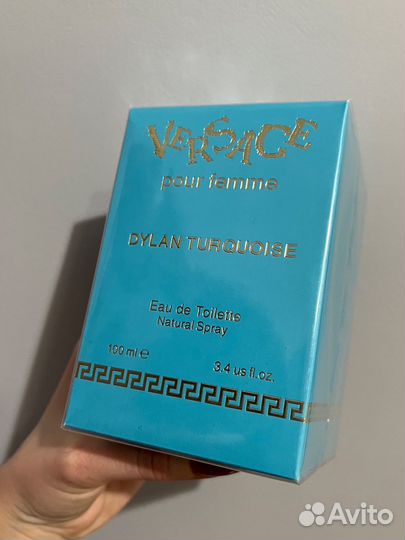 VERSACE
pour femme
DYLAN TURQUOISE
Eau de Toilette
Natural Spray
100 ml e 3.4 us fl.oz.
Avito